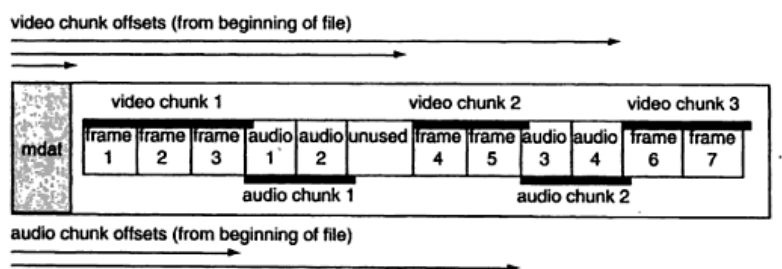 video chunk offsets (from beginning of file)
video chunk 1 video chunk 2 video chunk 3
mdat
frame frame frame audio audio unused frame frame audio audio frame frame
1 2 3 1 2 4 5 3 4 6 7
audio chunk 1 audio chunk 2
audio chunk offsets (from beginning of file)